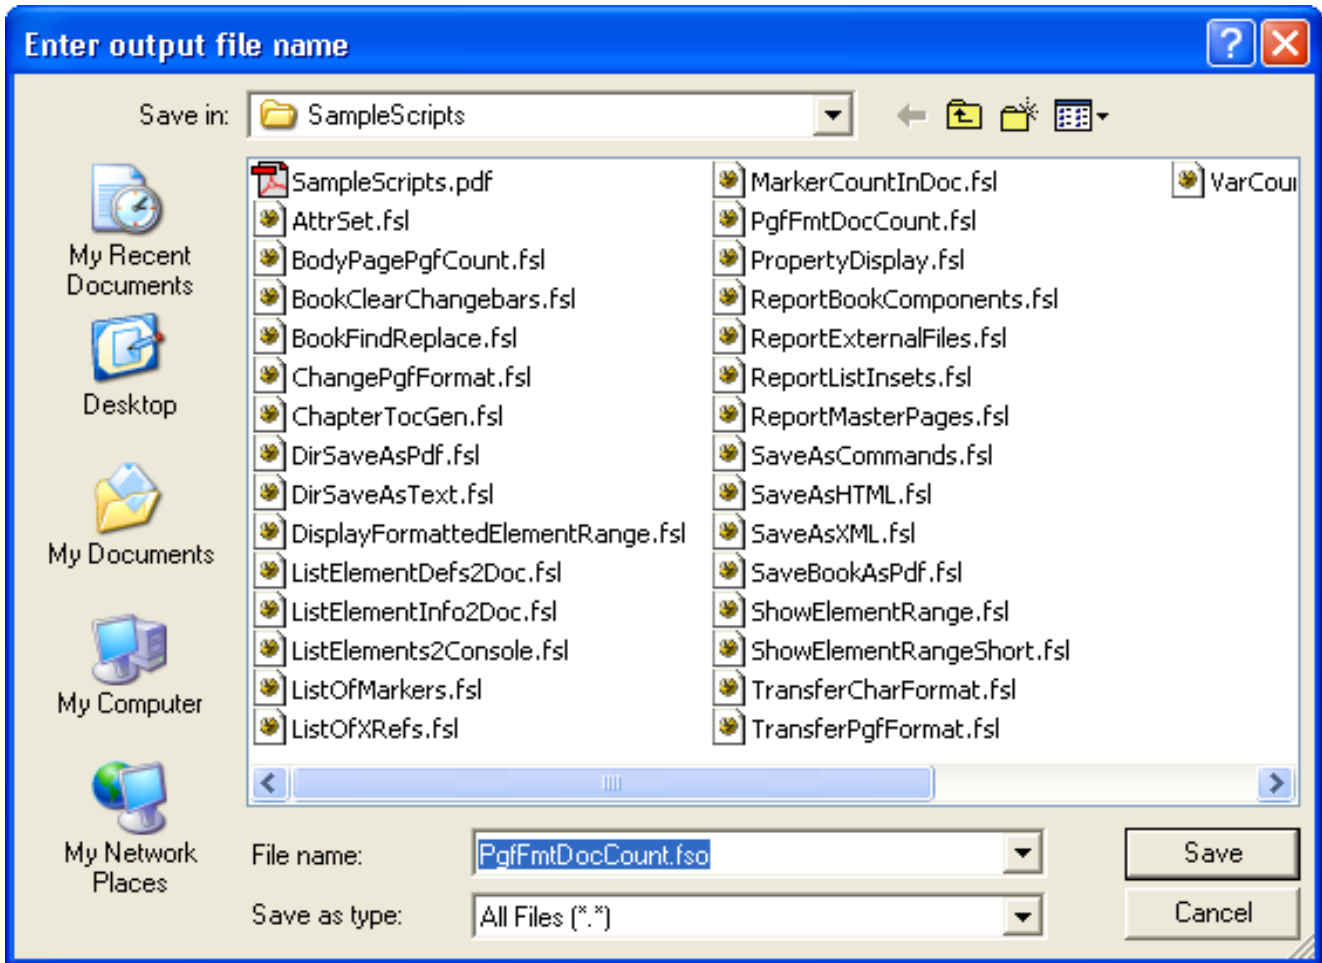 Enter output file name
Save in:
SampleScripts
My Recent
Documents
Desktop
My Documents
My Computer
My Network
Places
SampleScripts.pdf
AttrSet.fsl
BodyPagePgfCount.fsl
BookClearChangebars.fsl
BookFindReplace.fsl
ChangePgfFormat.fsl
ChapterTocGen.fsl
DirSaveAsPdf.fsl
DirSaveAsText.fsl
DisplayFormattedElementRange.fsl
ListElementDefs2Doc.fsl
ListElementInfo2Doc.fsl
ListElements2Console.fsl
ListOfMarkers.fsl
ListOfXRefs.fsl
MarkerCountInDoc.fsl
PgfFmtDocCount.fsl
PropertyDisplay.fsl
ReportBookComponents.fsl
ReportExternalFiles.fsl
ReportListInsets.fsl
ReportMasterPages.fsl
SaveAsCommands.fsl
SaveAsHTML.fsl
SaveAsXML.fsl
SaveBookAsPdf.fsl
ShowElementRange.fsl
ShowElementRangeShort.fsl
TransferCharFormat.fsl
TransferPgfFormat.fsl
File name:
PgfFmtDocCount.fso
Save
Save as type:
All Files (*.*)
Cancel